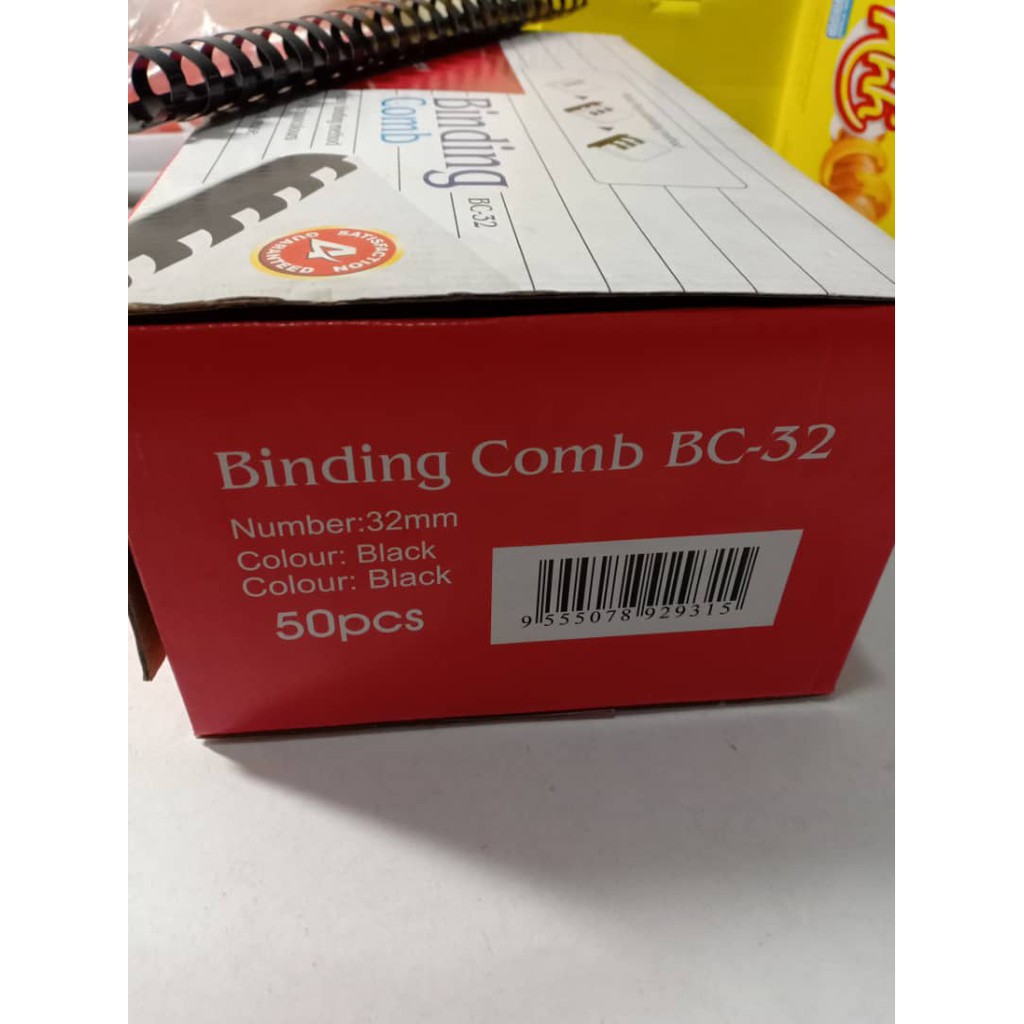 Binding
Comb
BC-32
SATISFACTION
GUARANTEED
Binding Comb BC-32
Number:32mm
Colour: Black
Colour: Black
50pcs
9 555078 929315